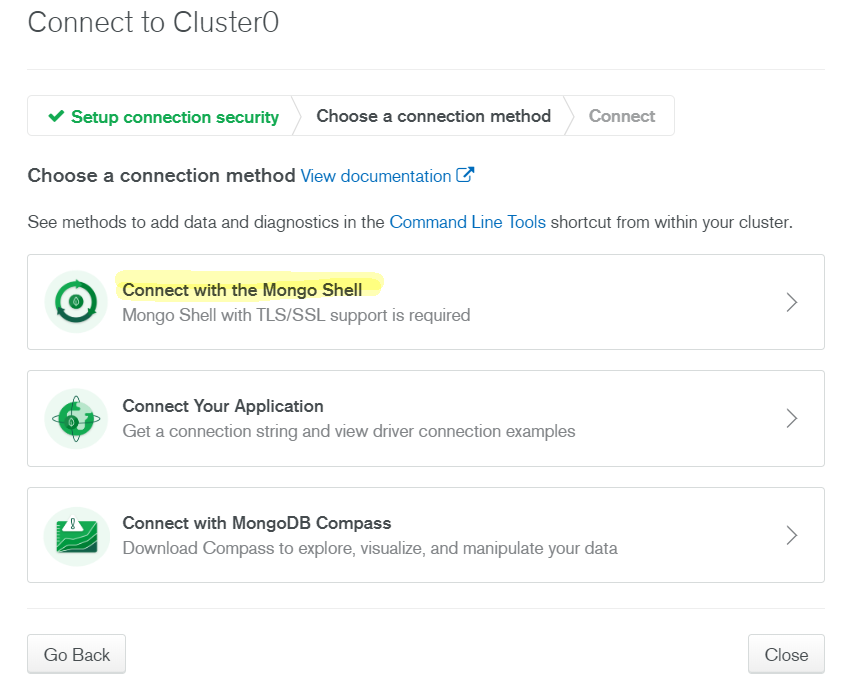 Connect to Cluster0
Setup connection security
Choose a connection method
Connect
Choose a connection method View documentation
See methods to add data and diagnostics in the Command Line Tools shortcut from within your cluster.
Connect with the Mongo Shell
Mongo Shell with TLS/SSL support is required
Connect Your Application
Get a connection string and view driver connection examples
Connect with MongoDB Compass
Download Compass to explore, visualize, and manipulate your data
Go Back
Close